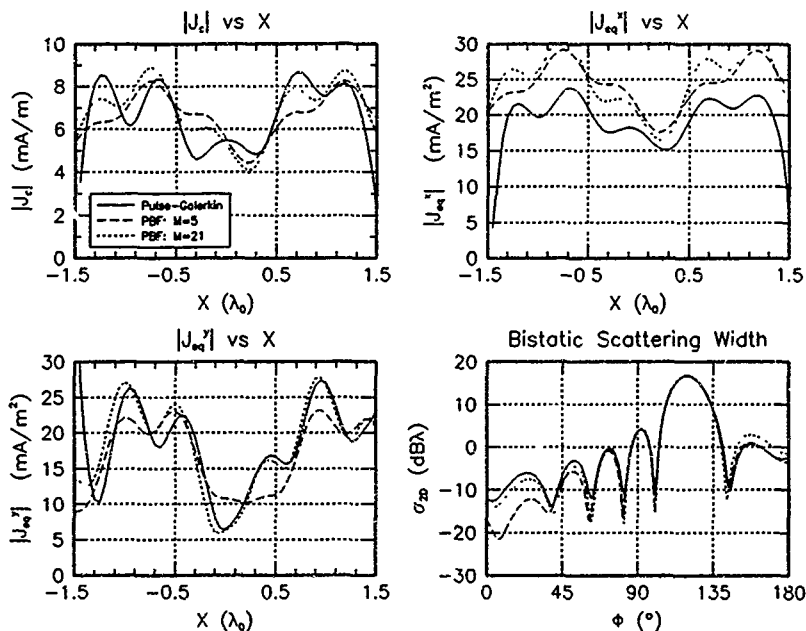 |J_c| vs X
10
8
6
4
2
0
|J_c| (mA/m)
Pulse-Galerkin
PBF: M=5
PBF: M=21
-1.5
-0.5
0.5
1.5
X (λ₀)
|J_eq^x| vs X
30
25
20
15
10
5
0
|J_eq^x| (mA/m²)
-1.5
-0.5
0.5
1.5
X (λ₀)
|J_eq^y| vs X
30
25
20
15
10
5
0
|J_eq^y| (mA/m²)
-1.5
-0.5
0.5
1.5
X (λ₀)
Bistatic Scattering Width
20
10
0
-10
-20
-30
σ_2D (dBλ)
0
45
90
135
180
Φ (°)